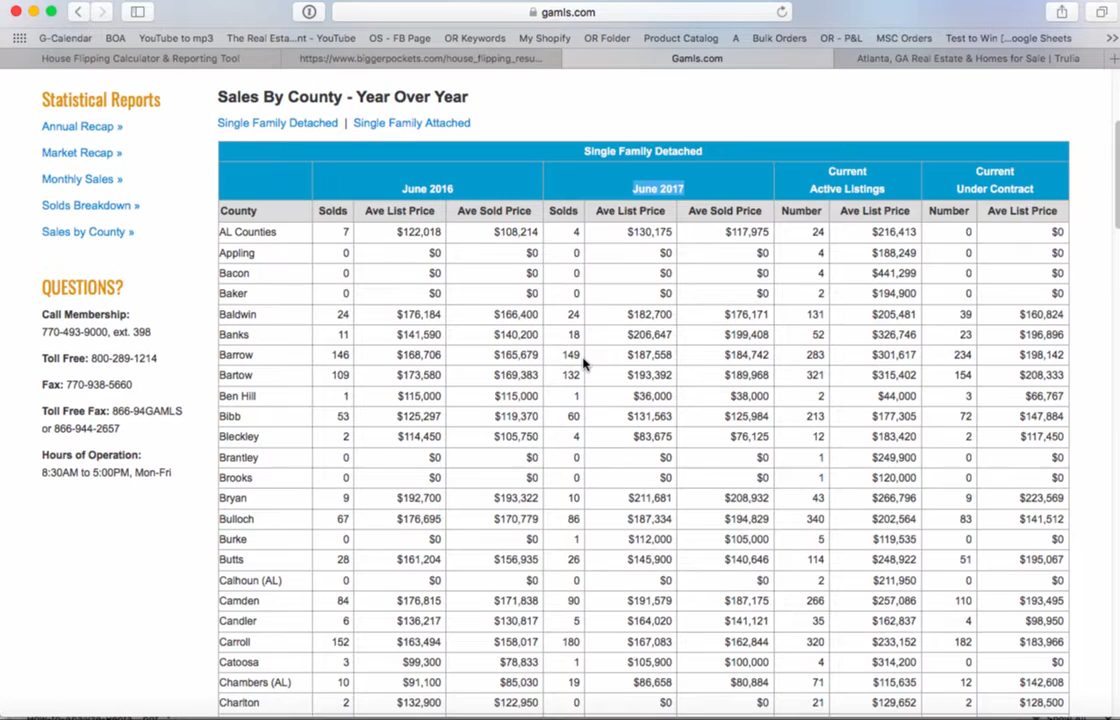 gamls.com
G-Calendar BOA YouTube to mp3 The Real Esta...nt - YouTube OS - FB Page OR Keywords My Shopify OR Folder Product Catalog A Bulk Orders OR - P&L MSC Orders Test to Win [...oogle Sheets >>
House Flipping Calculator & Reporting Tool https://www.biggerpockets.com/house_flipping_resu... Gamls.com Atlanta, GA Real Estate & Homes for Sale | Trulia +
Statistical Reports
Annual Recap »
Market Recap »
Monthly Sales »
Solds Breakdown »
Sales by County »
QUESTIONS?
Call Membership:
770-493-9000, ext. 398
Toll Free: 800-289-1214
Fax: 770-938-5660
Toll Free Fax: 866-94GAMLS
or 866-944-2657
Hours of Operation:
8:30AM to 5:00PM, Mon-Fri
Sales By County - Year Over Year
Single Family Detached | Single Family Attached
Single Family Detached
June 2016 June 2017 Current Active Listings Current Under Contract
County Solds Ave List Price Ave Sold Price Solds Ave List Price Ave Sold Price Number Ave List Price Number Ave List Price
AL Counties 7 $122,018 $108,214 4 $130,175 $117,975 24 $216,413 0 $0
Appling 0 $0 $0 0 $0 $0 4 $188,249 0 $0
Bacon 0 $0 $0 0 $0 $0 4 $441,299 0 $0
Baker 0 $0 $0 0 $0 $0 2 $194,900 0 $0
Baldwin 24 $176,184 $166,400 24 $182,700 $176,171 131 $205,481 39 $160,824
Banks 11 $141,590 $140,200 18 $206,647 $199,408 52 $326,746 23 $196,896
Barrow 146 $168,706 $165,679 149 $187,558 $184,742 283 $301,617 234 $198,142
Bartow 109 $173,580 $169,383 132 $193,392 $189,968 321 $315,402 154 $208,333
Ben Hill 1 $115,000 $115,000 1 $36,000 $38,000 2 $44,000 3 $66,767
Bibb 53 $125,297 $119,370 60 $131,563 $125,984 213 $177,305 72 $147,884
Bleckley 2 $114,450 $105,750 4 $83,675 $76,125 12 $183,420 2 $117,450
Brantley 0 $0 $0 0 $0 $0 1 $249,900 0 $0
Brooks 0 $0 $0 0 $0 $0 1 $120,000 0 $0
Bryan 9 $192,700 $193,322 10 $211,681 $208,932 43 $266,796 9 $223,569
Bulloch 67 $176,695 $170,779 86 $187,334 $194,829 340 $202,564 83 $141,512
Burke 0 $0 $0 1 $112,000 $105,000 5 $119,535 0 $0
Butts 28 $161,204 $156,935 26 $145,900 $140,646 114 $248,922 51 $195,067
Calhoun (AL) 0 $0 $0 0 $0 $0 2 $211,950 0 $0
Camden 84 $176,815 $171,838 90 $191,579 $187,175 266 $257,086 110 $193,495
Candler 6 $136,217 $130,817 5 $164,020 $141,121 35 $162,837 4 $98,950
Carroll 152 $163,494 $158,017 180 $167,083 $162,844 320 $233,152 182 $183,966
Catoosa 3 $99,300 $78,833 1 $105,900 $100,000 4 $314,200 0 $0
Chambers (AL) 10 $91,100 $85,030 19 $86,658 $80,884 71 $115,635 12 $142,608
Charlton 2 $132,900 $122,950 0 $0 $0 21 $129,652 2 $128,500